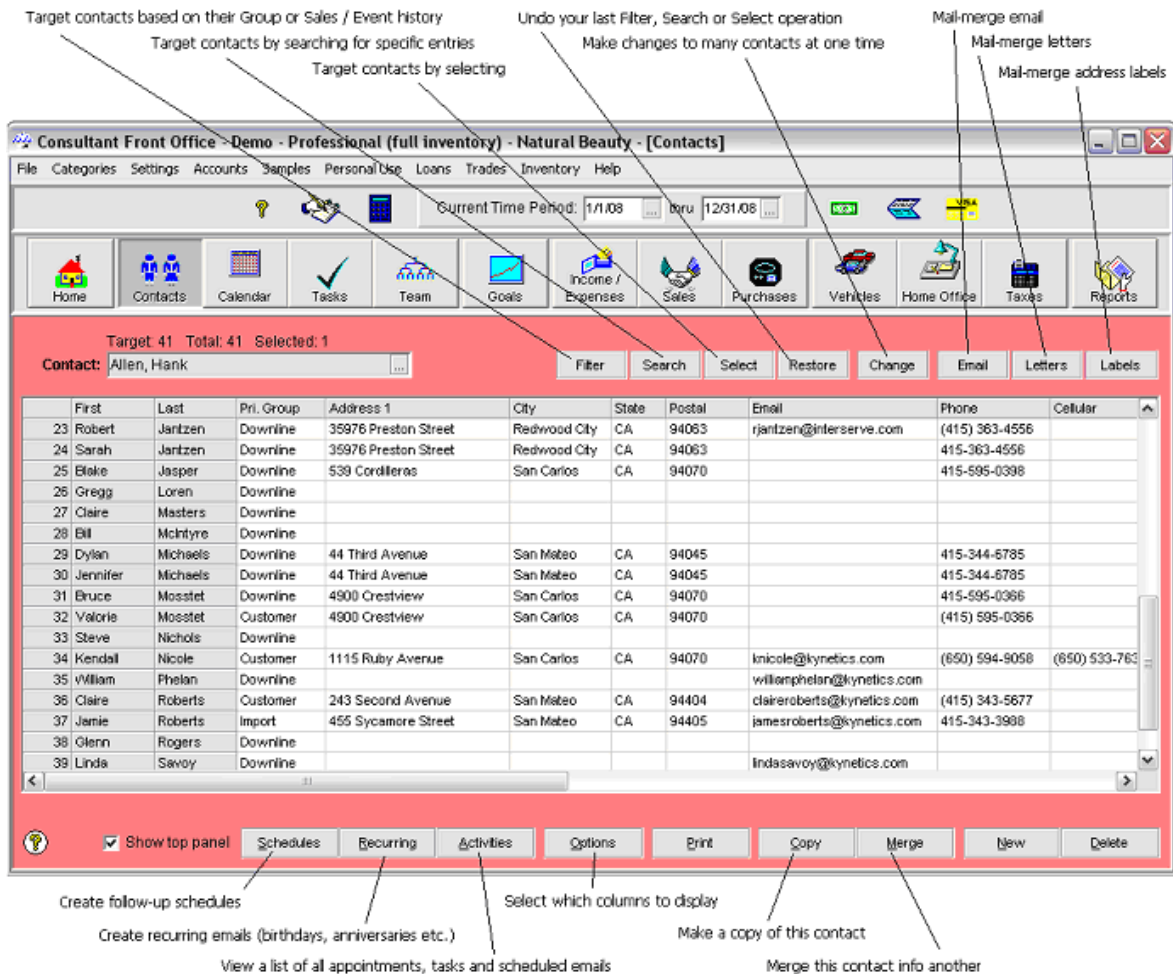 Target contacts based on their Group or Sales / Event history
Undo your last Filter, Search or Select operation
Mail-merge email
Target contacts by searching for specific entries
Make changes to many contacts at one time
Mail-merge letters
Target contacts by selecting
Mail-merge address labels
Consultant Front Office - Demo - Professional (full inventory) - Natural Beauty - [Contacts]
File Categories Settings Accounts Samples Personal Use Loans Trades Inventory Help
Current Time Period: 1/1/08 ... thru 12/31/08 ...
VISA
Home Contacts Calendar Tasks Team Goals Income / Expenses Sales Purchases Vehicles Home Office Taxes Reports
Target: 41 Total: 41 Selected: 1
Contact: Allen, Hank ... Filter Search Select Restore Change Email Letters Labels
First Last Pri. Group Address 1 City State Postal Email Phone Cellular
23 Robert Jantzen Downline 35976 Preston Street Redwood City CA 94063 rjantzen@interserve.com (415) 363-4556
24 Sarah Jantzen Downline 35976 Preston Street Redwood City CA 94063 415-363-4556
25 Blake Jasper Downline 539 Cordilleras San Carlos CA 94070 415-595-0398
26 Gregg Loren Downline
27 Claire Masters Downline
28 Bill McIntyre Downline
29 Dylan Michaels Downline 44 Third Avenue San Mateo CA 94045 415-344-6785
30 Jennifer Michaels Downline 44 Third Avenue San Mateo CA 94045 415-344-6785
31 Bruce Mosstet Downline 4900 Crestview San Carlos CA 94070 415-595-0366
32 Valorie Mosstet Customer 4900 Crestview San Carlos CA 94070 (415) 595-0366
33 Steve Nichols Downline
34 Kendall Nicole Customer 1115 Ruby Avenue San Carlos CA 94070 knicole@kynetics.com (650) 594-9058 (650) 533-763
35 William Phelan Downline williamphelan@kynetics.com
36 Claire Roberts Customer 243 Second Avenue San Mateo CA 94404 claireroberts@kynetics.com (415) 343-5677
37 Jamie Roberts Import 455 Sycamore Street San Mateo CA 94405 jamesroberts@kynetics.com 415-343-3988
38 Glenn Rogers Downline
39 Linda Savoy Downline lindasavoy@kynetics.com
Show top panel Schedules Recurring Activities Options Print Copy Merge New Delete
Create follow-up schedules
Select which columns to display
Create recurring emails (birthdays, anniversaries etc.)
Make a copy of this contact
View a list of all appointments, tasks and scheduled emails
Merge this contact info another